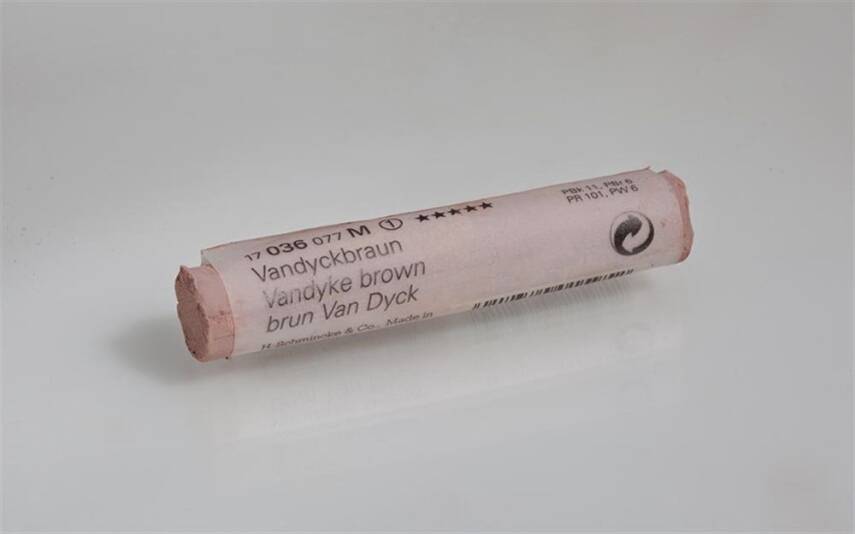 17 036 077 M 1 ★★★★★
Vandyckbraun
Vandyke brown
brun Van Dyck
H. Schmincke & Co., Made in
PBk 11, PBr 6
PR 101, PW 6